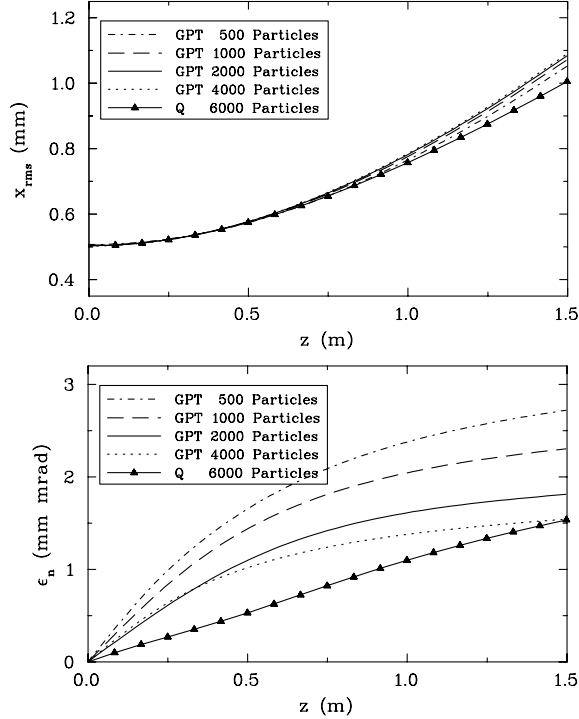 1.2
1.0
0.8
0.6
0.4
x_rms (mm)
GPT 500 Particles
GPT 1000 Particles
GPT 2000 Particles
GPT 4000 Particles
Q 6000 Particles
0.0 0.5 1.0 1.5
z (m)
3
2
1
0
ϵ_n (mm mrad)
GPT 500 Particles
GPT 1000 Particles
GPT 2000 Particles
GPT 4000 Particles
Q 6000 Particles
0.0 0.5 1.0 1.5
z (m)